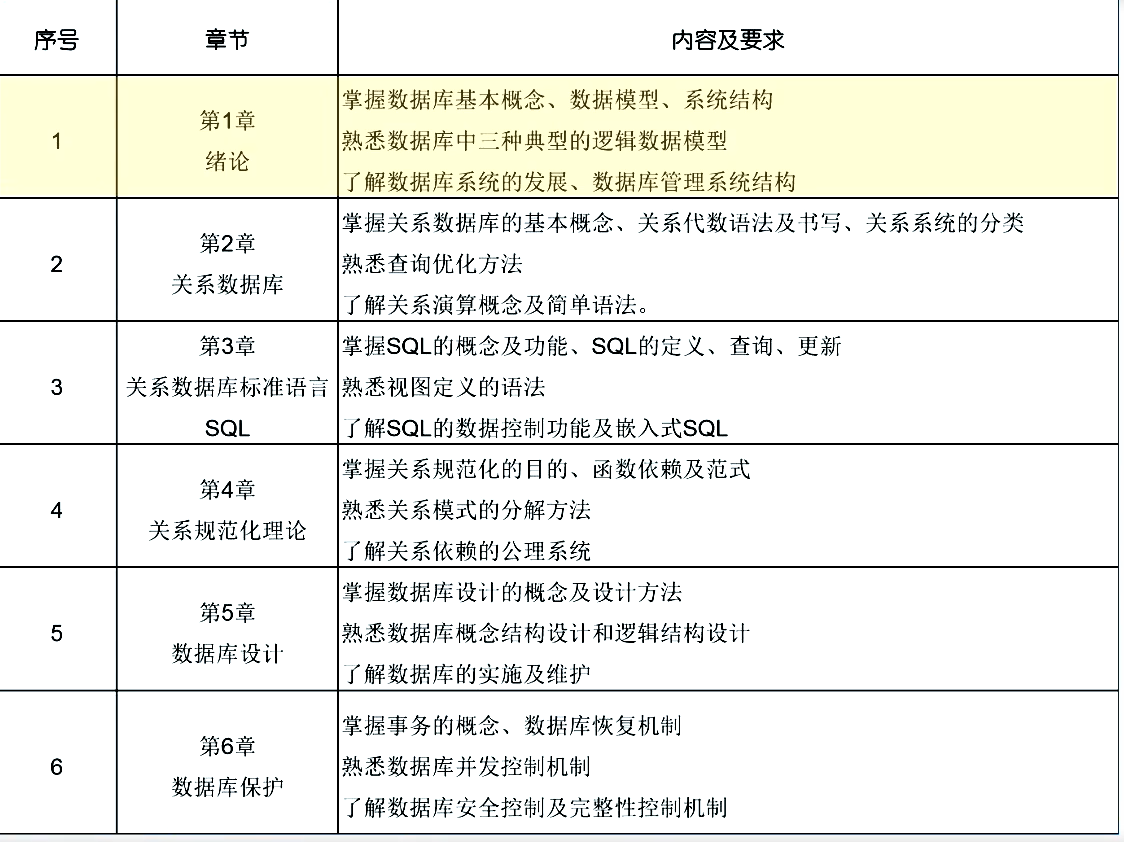 序号 章节 内容及要求
1 第1章 绪论
掌握数据库基本概念、数据模型、系统结构
熟悉数据库中三种典型的逻辑数据模型
了解数据库系统的发展、数据库管理系统结构
2 第2章 关系数据库
掌握关系数据库的基本概念、关系代数语法及书写、关系系统的分类
熟悉查询优化方法
了解关系演算概念及简单语法。
3 第3章 关系数据库标准语言 SQL
掌握SQL的概念及功能、SQL的定义、查询、更新
熟悉视图定义的语法
了解SQL的数据控制功能及嵌入式SQL
4 第4章 关系规范化理论
掌握关系规范化的目的、函数依赖及范式
熟悉关系模式的分解方法
了解关系依赖的公理系统
5 第5章 数据库设计
掌握数据库设计的概念及设计方法
熟悉数据库概念结构设计和逻辑结构设计
了解数据库的实施及维护
6 第6章 数据库保护
掌握事务的概念、数据库恢复机制
熟悉数据库并发控制机制
了解数据库安全控制及完整性控制机制